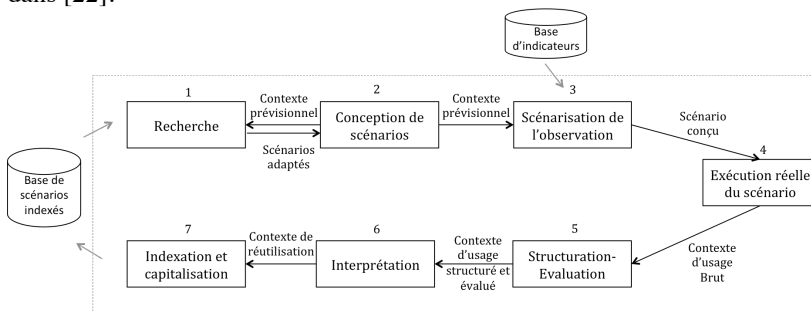 dans [22].
Base
d'indicateurs
1
Recherche
Contexte
prévisionnel
Scénarios
adaptés
2
Conception de
scénarios
Contexte
prévisionnel
3
Scénarisation de
l'observation
Scénario
conçu
4
Exécution réelle
du scénario
Base de
scénarios
indexés
7
Indexation et
capitalisation
Contexte de
réutilisation
6
Interprétation
Contexte
d'usage
structuré et
évalué
5
Structuration-
Evaluation
Contexte
d'usage
Brut